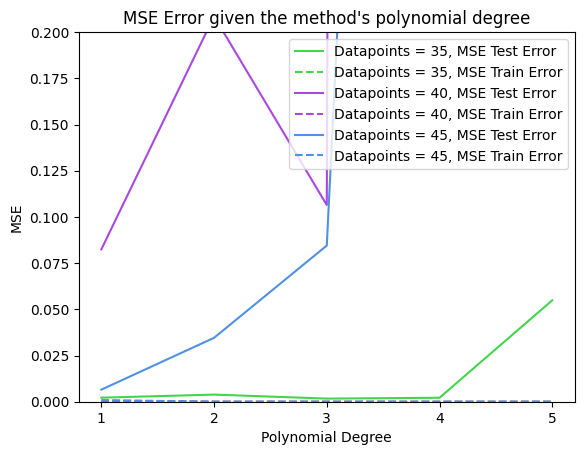 MSE Error given the method's polynomial degree
0.200
0.175
0.150
0.125
0.100
0.075
0.050
0.025
0.000
MSE
Datapoints = 35, MSE Test Error
Datapoints = 35, MSE Train Error
Datapoints = 40, MSE Test Error
Datapoints = 40, MSE Train Error
Datapoints = 45, MSE Test Error
Datapoints = 45, MSE Train Error
1 2 3 4 5
Polynomial Degree